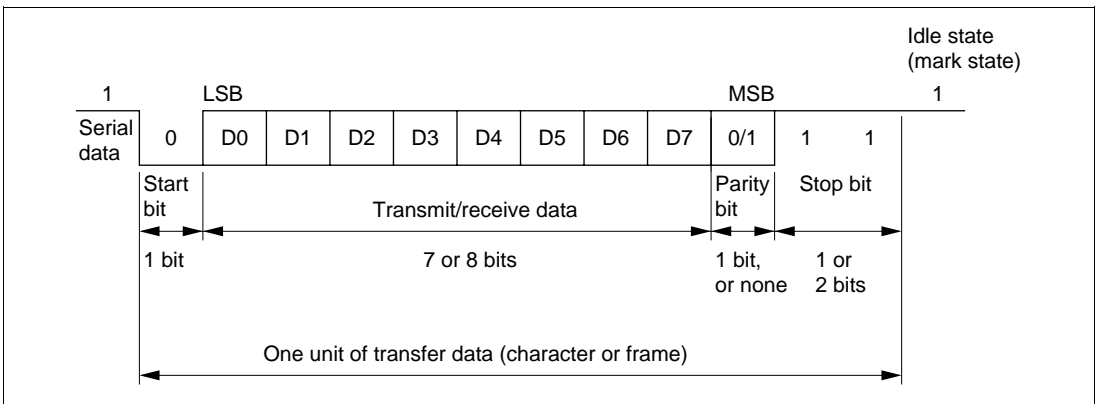 Idle state
(mark state)
1 LSB MSB 1
Serial
data
0 D0 D1 D2 D3 D4 D5 D6 D7 0/1 1 1
Start
bit
Transmit/receive data
Parity
bit
Stop bit
1 bit
7 or 8 bits
1 bit,
or none
1 or
2 bits
One unit of transfer data (character or frame)